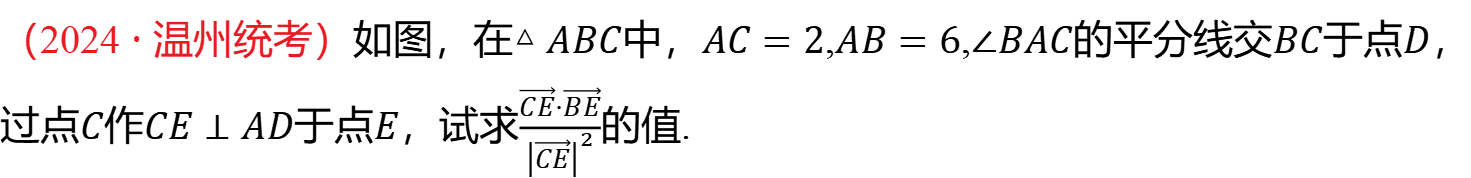 （2024·温州统考）如图，在△ ABC中，AC = 2,AB = 6,∠BAC的平分线交BC于点D，
过点C作CE ⊥ AD于点E，试求$\frac{\overrightarrow{CE}·\overrightarrow{BE}}{|\overrightarrow{CE}|^2}$的值.